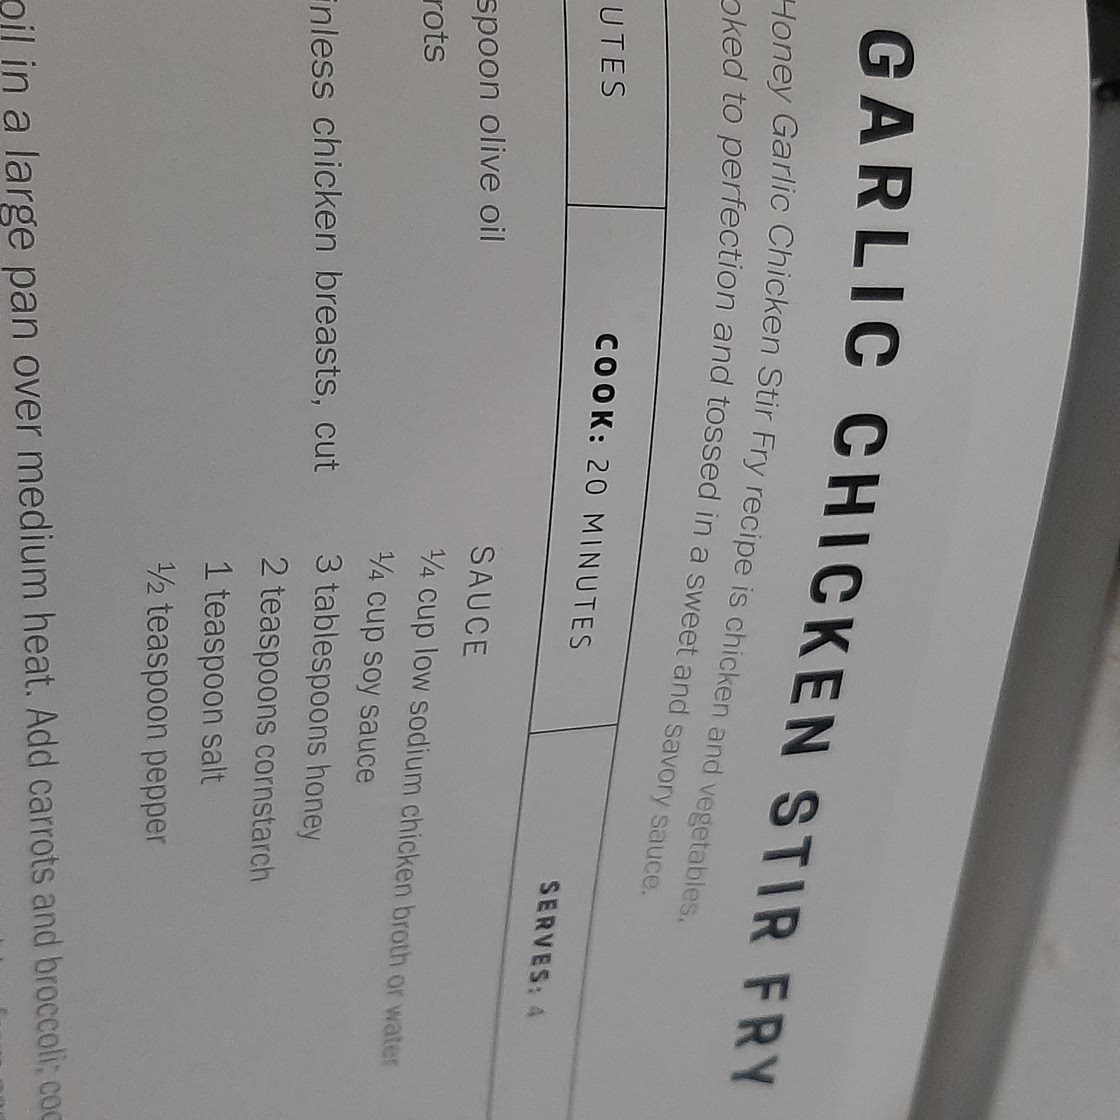 GARLIC CHICKEN STIR FRY
Honey Garlic Chicken Stir Fry recipe is chicken and vegetables,
oked to perfection and tossed in a sweet and savory sauce.
UTES
COOK: 20 MINUTES
SERVES: 4
spoon olive oil
rots
inless chicken breasts, cut
SAUCE
¼ cup low sodium chicken broth or water
¼ cup soy sauce
3 tablespoons honey
2 teaspoons cornstarch
1 teaspoon salt
½ teaspoon pepper
oil in a large pan over medium heat. Add carrots and broccoli; coo